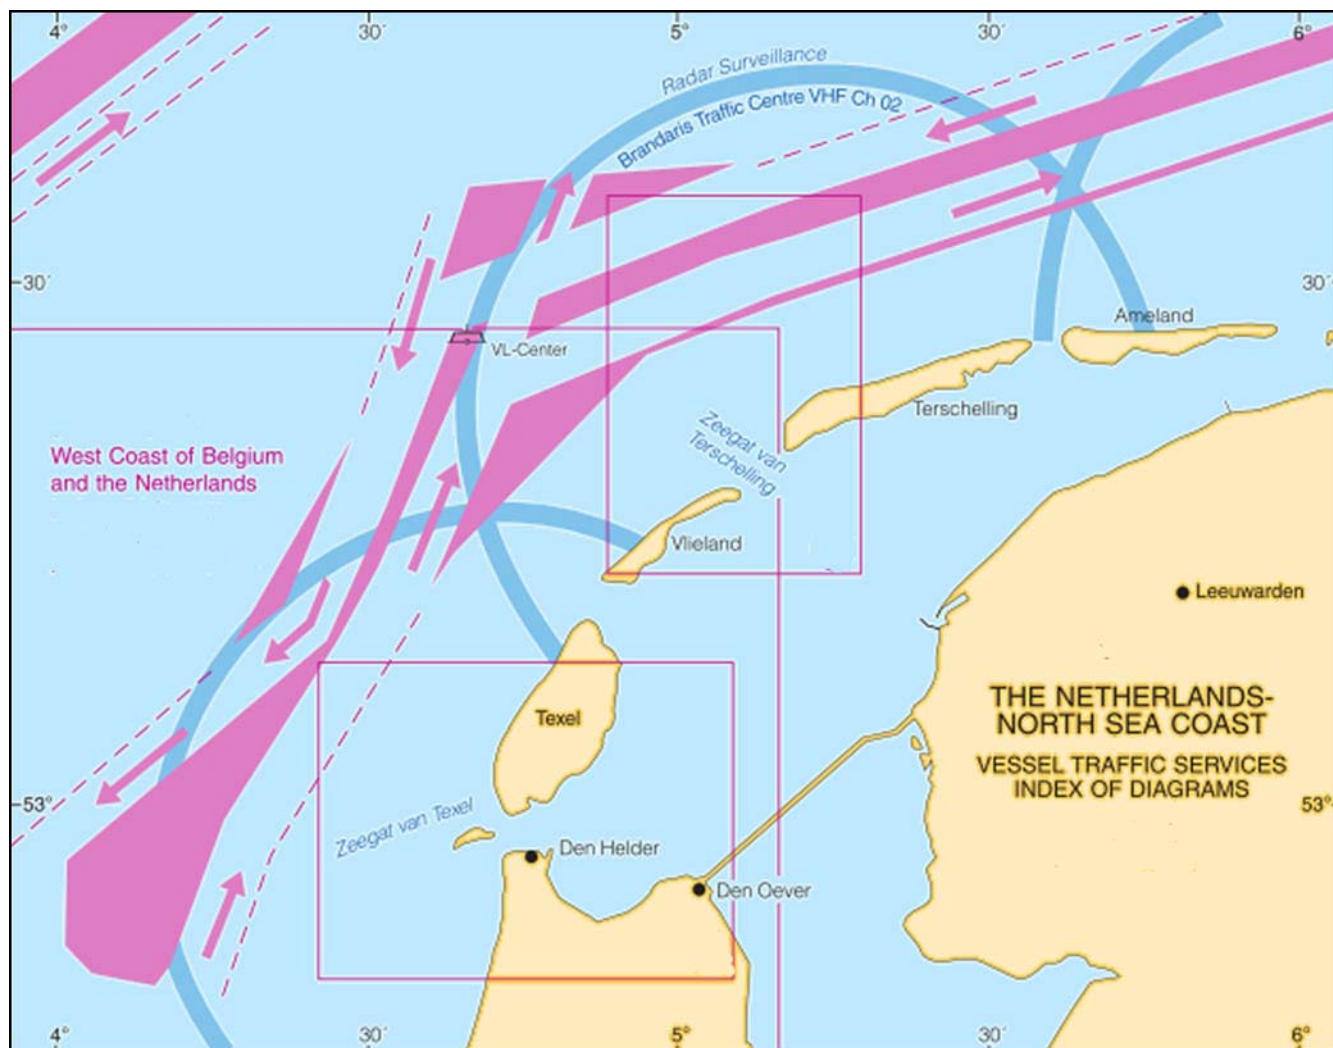 4°
30´
5°
30´
6°
Radar Surveillance
Brandaris Traffic Centre VHF Ch 02
30´
30´
Ameland
VL-Center
Terschelling
Zeegat van
Terschelling
West Coast of Belgium
and the Netherlands
Vlieland
Leeuwarden
THE NETHERLANDS-
NORTH SEA COAST
Texel
VESSEL TRAFFIC SERVICES
INDEX OF DIAGRAMS
53°
53°
Zeegat van Texel
Den Helder
Den Oever
4°
30´
5°
30´
6°